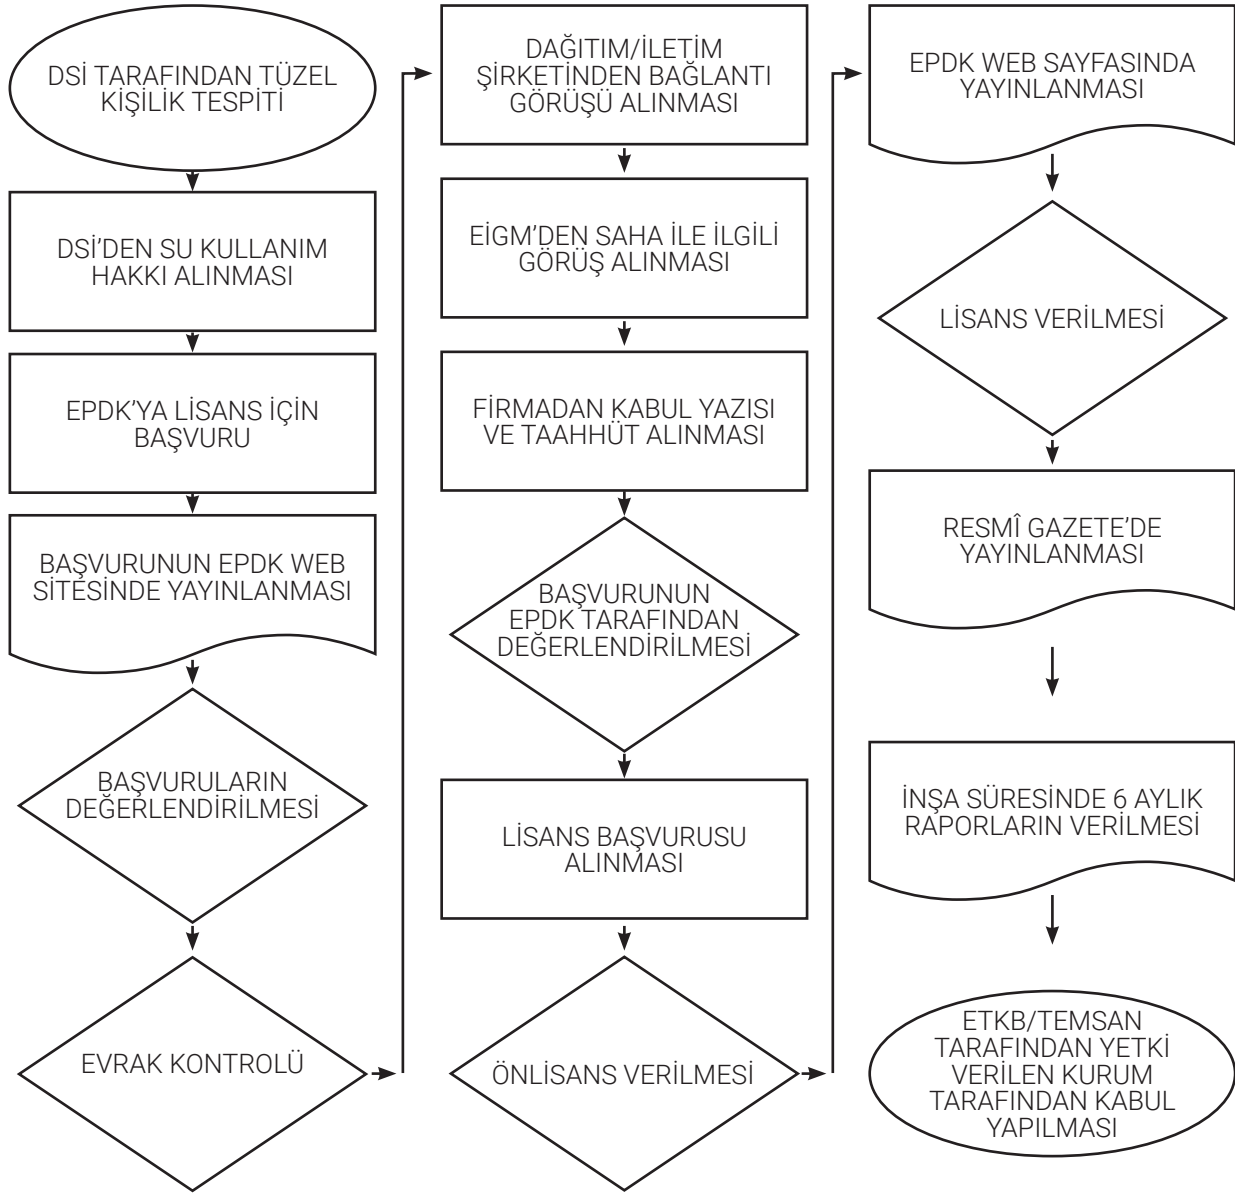 DSİ TARAFINDAN TÜZEL
KİŞİLİK TESPİTİ
DSİ’DEN SU KULLANIM
HAKKI ALINMASI
EPDK’YA LİSANS İÇİN
BAŞVURU
BAŞVURUNUN EPDK WEB
SİTESİNDE YAYINLANMASI
BAŞVURULARIN
DEĞERLENDİRİLMESİ
EVRAK KONTROLÜ
DAĞITIM/İLETİM
ŞİRKETİNDEN BAĞLANTI
GÖRÜŞÜ ALINMASI
EİGM’DEN SAHA İLE İLGİLİ
GÖRÜŞ ALINMASI
FİRMADAN KABUL YAZISI
VE TAAHHÜT ALINMASI
BAŞVURUNUN
EPDK TARAFINDAN
DEĞERLENDİRİLMESİ
LİSANS BAŞVURUSU
ALINMASI
ÖNLİSANS VERİLMESİ
EPDK WEB SAYFASINDA
YAYINLANMASI
LİSANS VERİLMESİ
RESMÎ GAZETE’DE
YAYINLANMASI
İNŞA SÜRESİNDE 6 AYLIK
RAPORLARIN VERİLMESİ
ETKB/TEMSAN
TARAFINDAN YETKİ
VERİLEN KURUM
TARAFINDAN KABUL
YAPILMASI